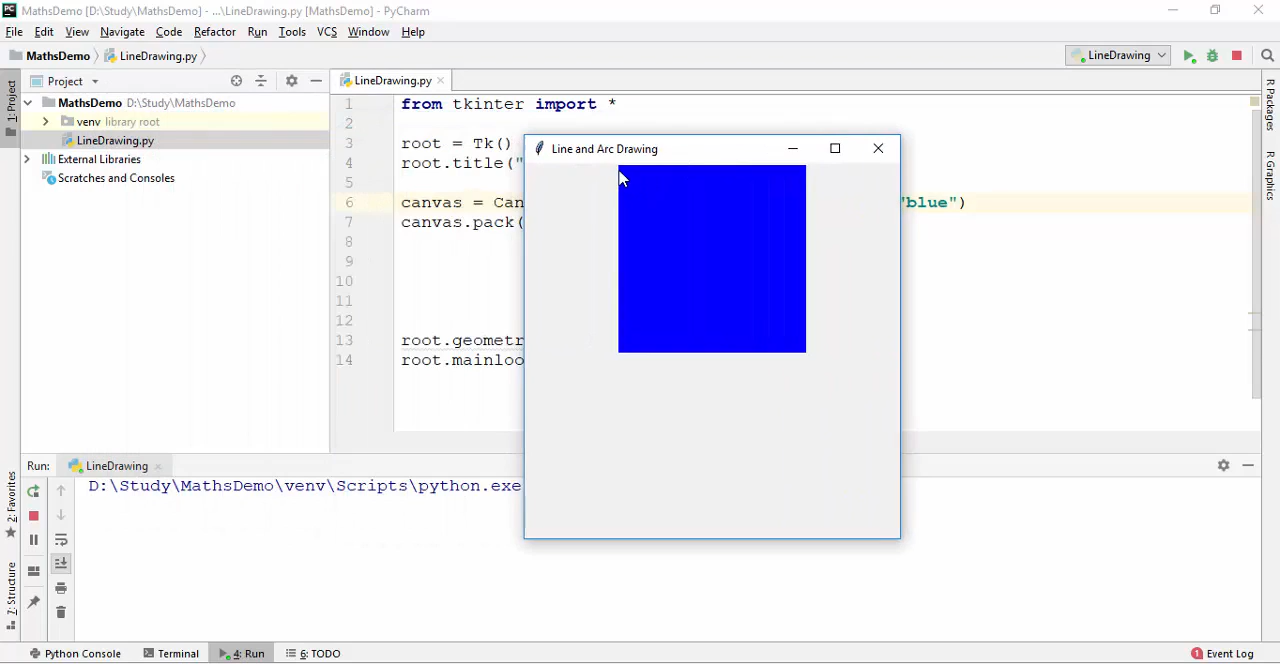 PC MathsDemo [D:\Study\MathsDemo] - ...\LineDrawing.py [MathsDemo] - PyCharm
File Edit View Navigate Code Refactor Run Tools VCS Window Help
MathsDemo LineDrawing.py LineDrawing
1: Project
Project
LineDrawing.py
MathsDemo D:\Study\MathsDemo
venv library root
LineDrawing.py
External Libraries
Scratches and Consoles
1 from tkinter import *
2
3 root = Tk()
4 root.title("
5
6 canvas = Can "blue")
7 canvas.pack(
8
9
10
11
12
13 root.geometr
14 root.mainloo
Line and Arc Drawing
R Packages
R Graphics
Run: LineDrawing
D:\Study\MathsDemo\venv\Scripts\python.exe
2: Favorites
7: Structure
Python Console Terminal 4: Run 6: TODO 1 Event Log